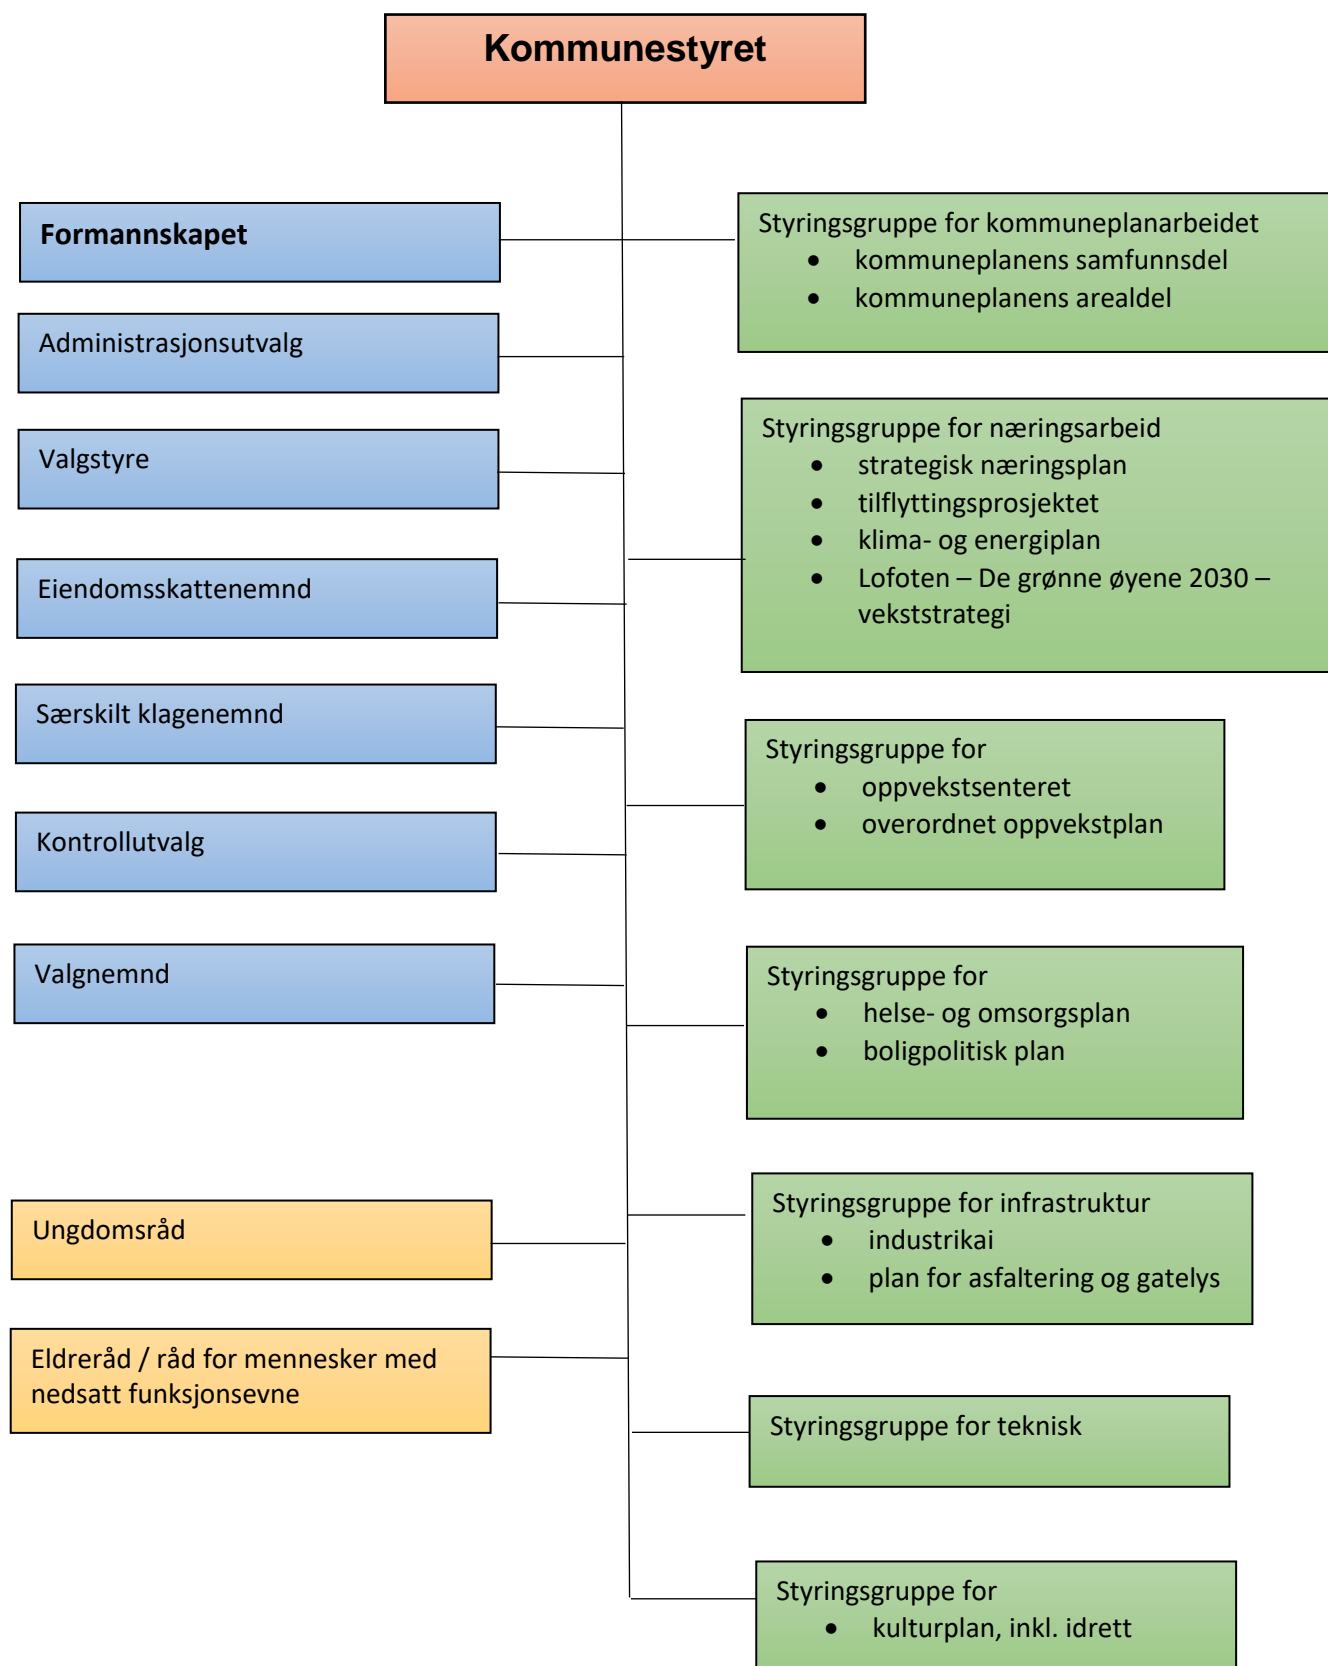 Kommunestyret
Formannskapet
Administrasjonsutvalg
Valgstyre
Eiendomsskattenemnd
Særskilt klagenemnd
Kontrollutvalg
Valgnemnd
Ungdomsråd
Eldreråd / råd for mennesker med
nedsatt funksjonsevne
Styringsgruppe for kommuneplanarbeidet
• kommuneplanens samfunnsdel
• kommuneplanens arealdel
Styringsgruppe for næringsarbeid
• strategisk næringsplan
• tilflyttingsprosjektet
• klima- og energiplan
• Lofoten – De grønne øyene 2030 –
vekststrategi
Styringsgruppe for
• oppvekstsenteret
• overordnet oppvekstplan
Styringsgruppe for
• helse- og omsorgsplan
• boligpolitisk plan
Styringsgruppe for infrastruktur
• industrikai
• plan for asfaltering og gatelys
Styringsgruppe for teknisk
Styringsgruppe for
• kulturplan, inkl. idrett